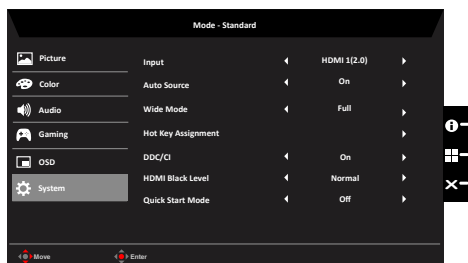 Mode - Standard
Picture
Color
Audio
Gaming
OSD
System
Input HDMI 1(2.0)
Auto Source On
Wide Mode Full
Hot Key Assignment
DDC/CI On
HDMI Black Level Normal
Quick Start Mode Off
Move Enter